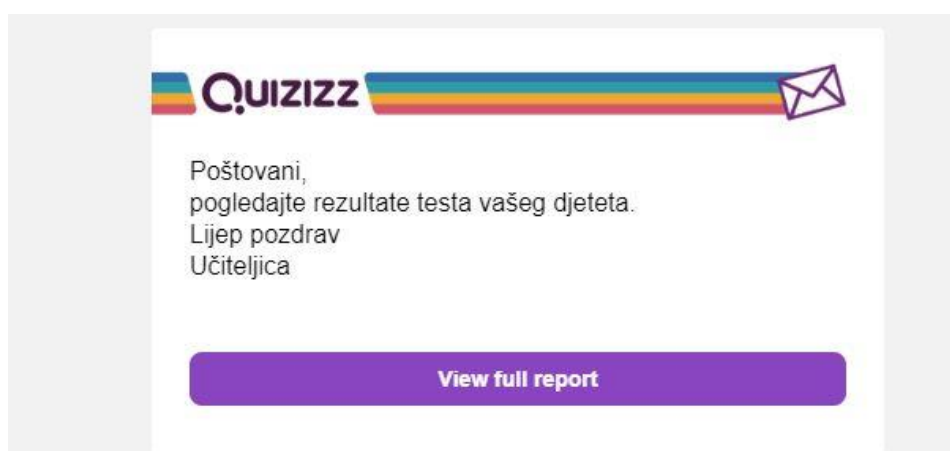 Quizizz
Poštovani,
pogledajte rezultate testa vašeg djeteta.
Lijep pozdrav
Učiteljica
View full report